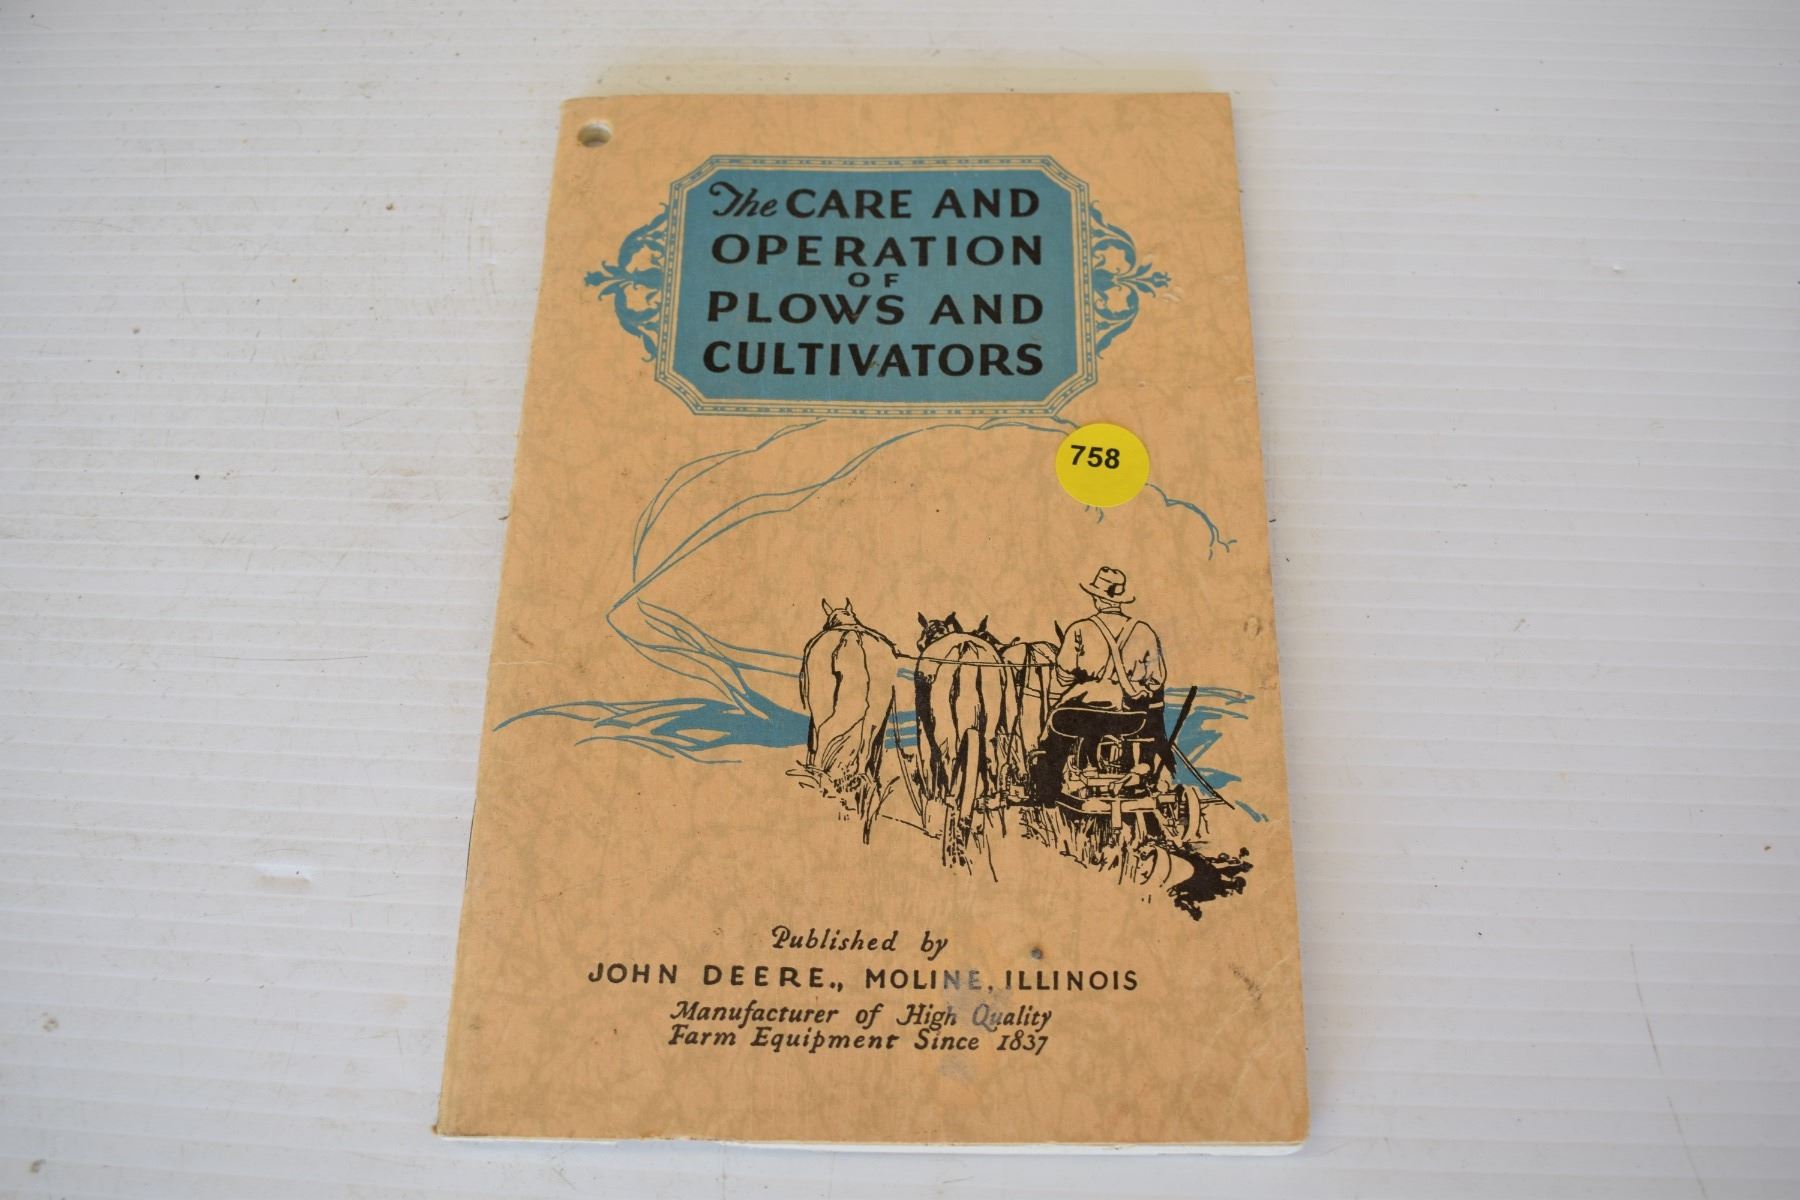 The CARE AND
OPERATION
OF
PLOWS AND
CULTIVATORS
758
Published by
JOHN DEERE., MOLINE, ILLINOIS
Manufacturer of High Quality
Farm Equipment Since 1837